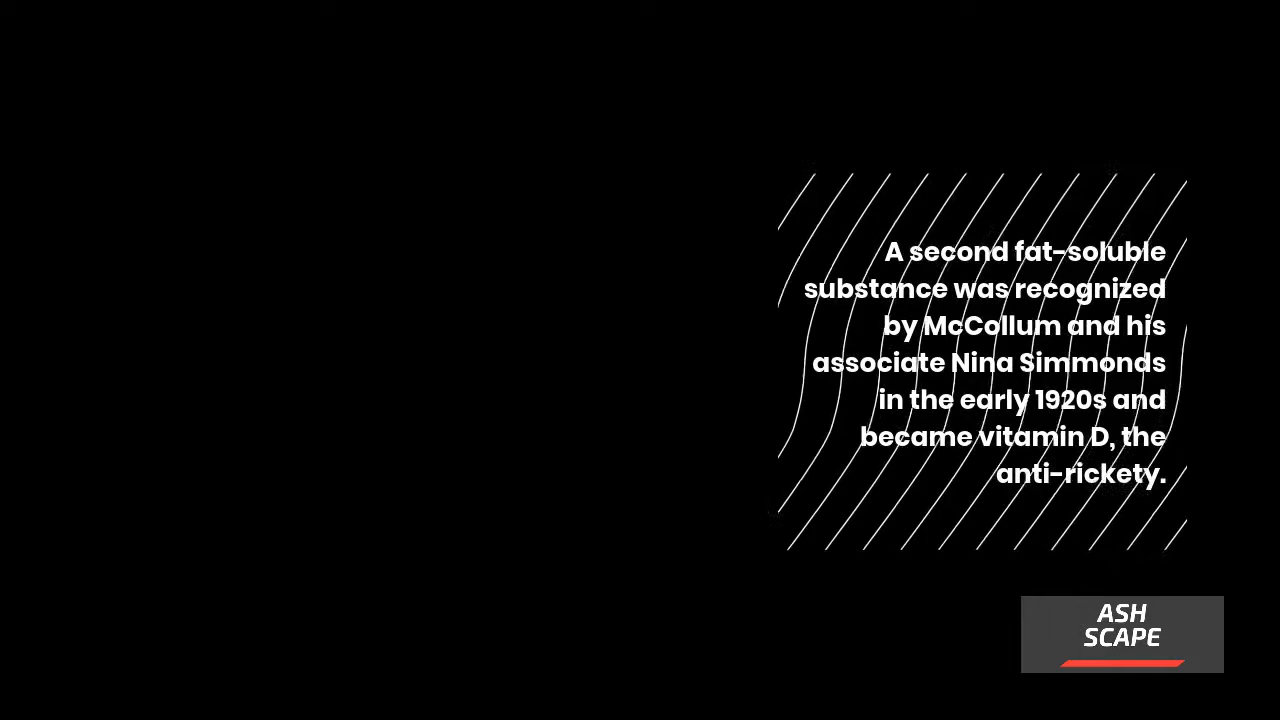 A second fat-soluble
substance was recognized
by McCollum and his
associate Nina Simmonds
in the early 1920s and
became vitamin D, the
anti-rickety.
ASH
SCAPE